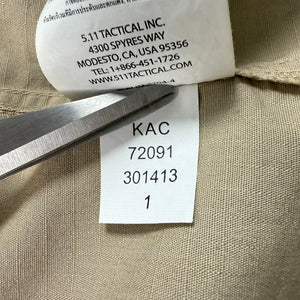 5.11 TACTICAL INC.
4300 SPYRES WAY
MODESTO, CA, USA 95356
TEL: 1+866-451-1726
WWW.511TACTICAL.COM
KAC
72091
301413
1